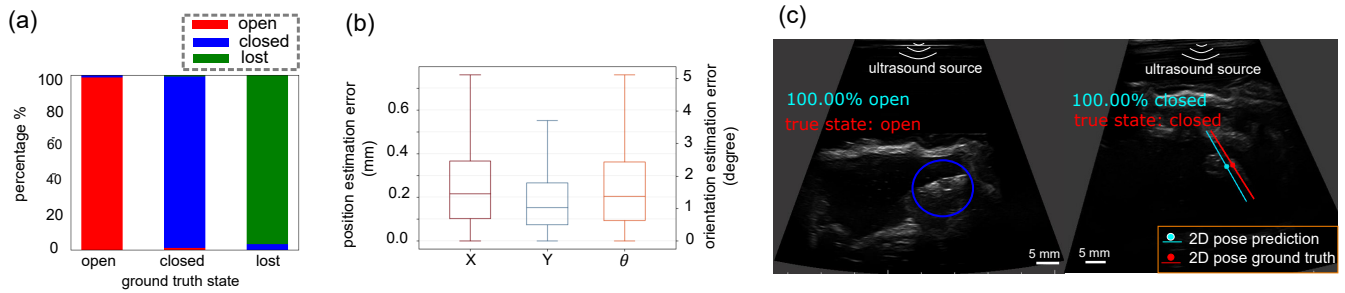 (a)
open
closed
lost
100
80
60
40
20
0
percentage %
open closed lost
ground truth state
(b)
position estimation error
(mm)
0.6
0.4
0.2
0.0
X Y θ
5
4
3
2
1
0
orientation estimation error
(degree)
(c)
ultrasound source
100.00% open
true state: open
5 mm
ultrasound source
100.00% closed
true state: closed
5 mm
2D pose prediction
2D pose ground truth